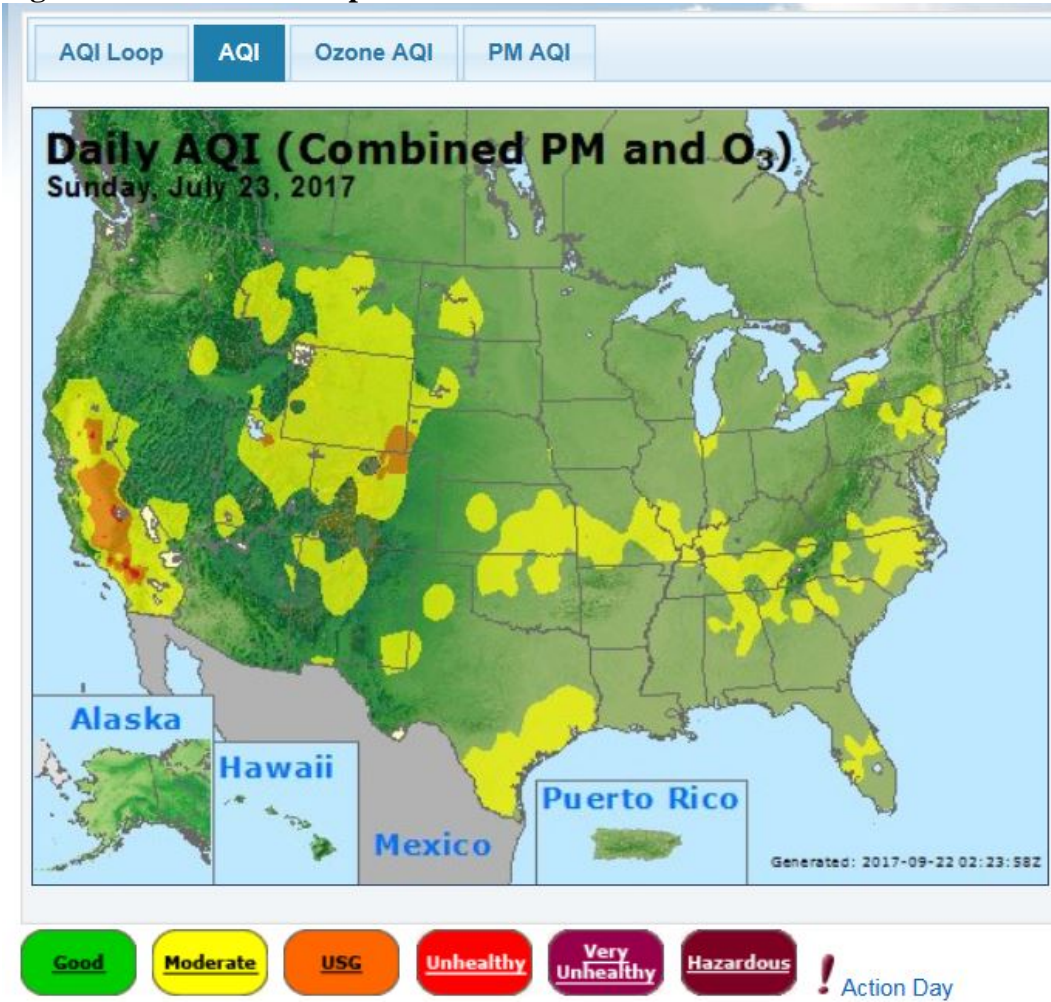 AQI Loop
AQI
Ozone AQI
PM AQI
Daily AQI (Combined PM and O₃)
Sunday, July 23, 2017
Alaska
Hawaii
Mexico
Puerto Rico
Generated: 2017-09-22 02:23:58Z
Good
Moderate
USG
Unhealthy
Very
Unhealthy
Hazardous
! Action Day